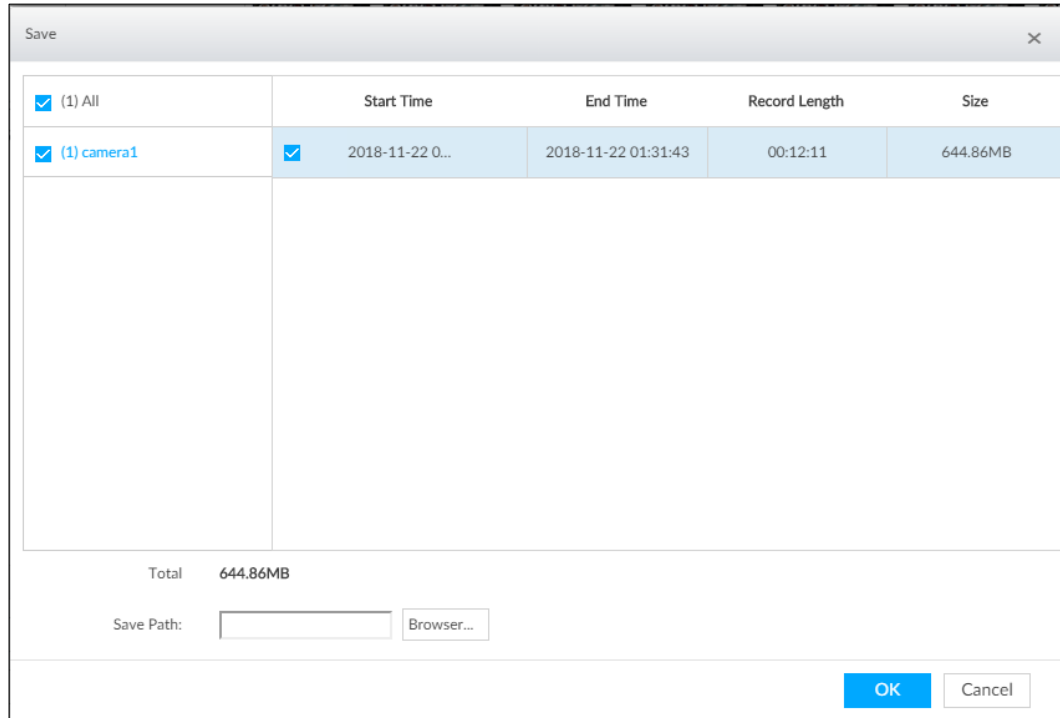 Save
(1) All Start Time End Time Record Length Size
(1) camera1 2018-11-22 0... 2018-11-22 01:31:43 00:12:11 644.86MB
Total 644.86MB
Save Path: Browser...
OK Cancel